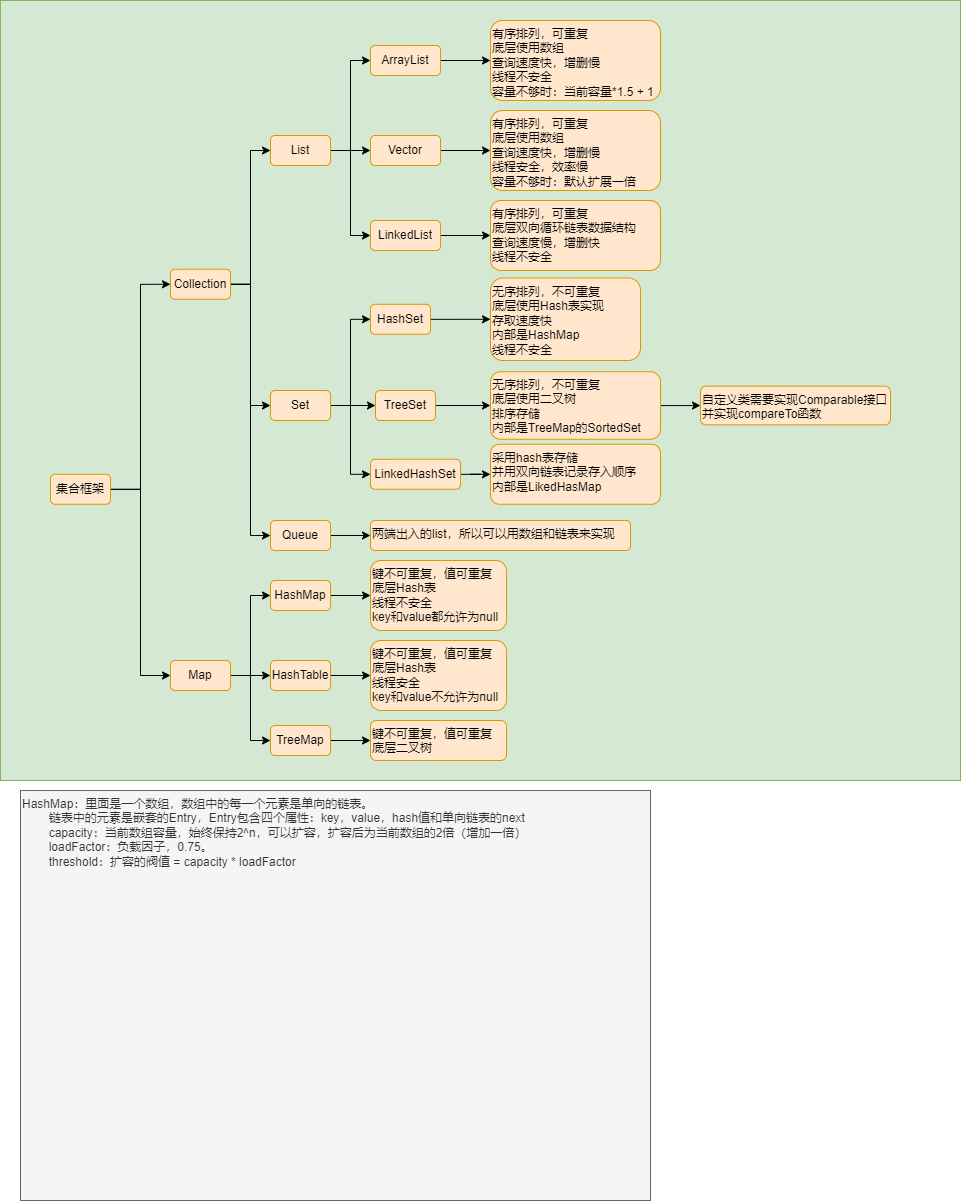 ArrayList
有序排列，可重复
底层使用数组
查询速度快，增删慢
线程不安全
容量不够时：当前容量*1.5 + 1
List
Vector
有序排列，可重复
底层使用数组
查询速度快，增删慢
线程安全，效率慢
容量不够时：默认扩展一倍
LinkedList
有序排列，可重复
底层双向循环链表数据结构
查询速度慢，增删快
线程不安全
Collection
HashSet
无序排列，不可重复
底层使用Hash表实现
存取速度快
内部是HashMap
线程不安全
Set
TreeSet
无序排列，不可重复
底层使用二叉树
排序存储
内部是TreeMap的SortedSet
自定义类需要实现Comparable接口
并实现compareTo函数
LinkedHashSet
采用hash表存储
并用双向链表记录存入顺序
内部是LikedHasMap
集合框架
Queue
两端出入的list，所以可以用数组和链表来实现
HashMap
键不可重复，值可重复
底层Hash表
线程不安全
key和value都允许为null
Map
HashTable
键不可重复，值可重复
底层Hash表
线程安全
key和value不允许为null
TreeMap
键不可重复，值可重复
底层二叉树
HashMap：里面是一个数组，数组中的每一个元素是单向的链表。
链表中的元素是嵌套的Entry，Entry包含四个属性：key，value，hash值和单向链表的next
capacity：当前数组容量，始终保持2^n，可以扩容，扩容后为当前数组的2倍（增加一倍）
loadFactor：负载因子，0.75。
threshold：扩容的阀值 = capacity * loadFactor